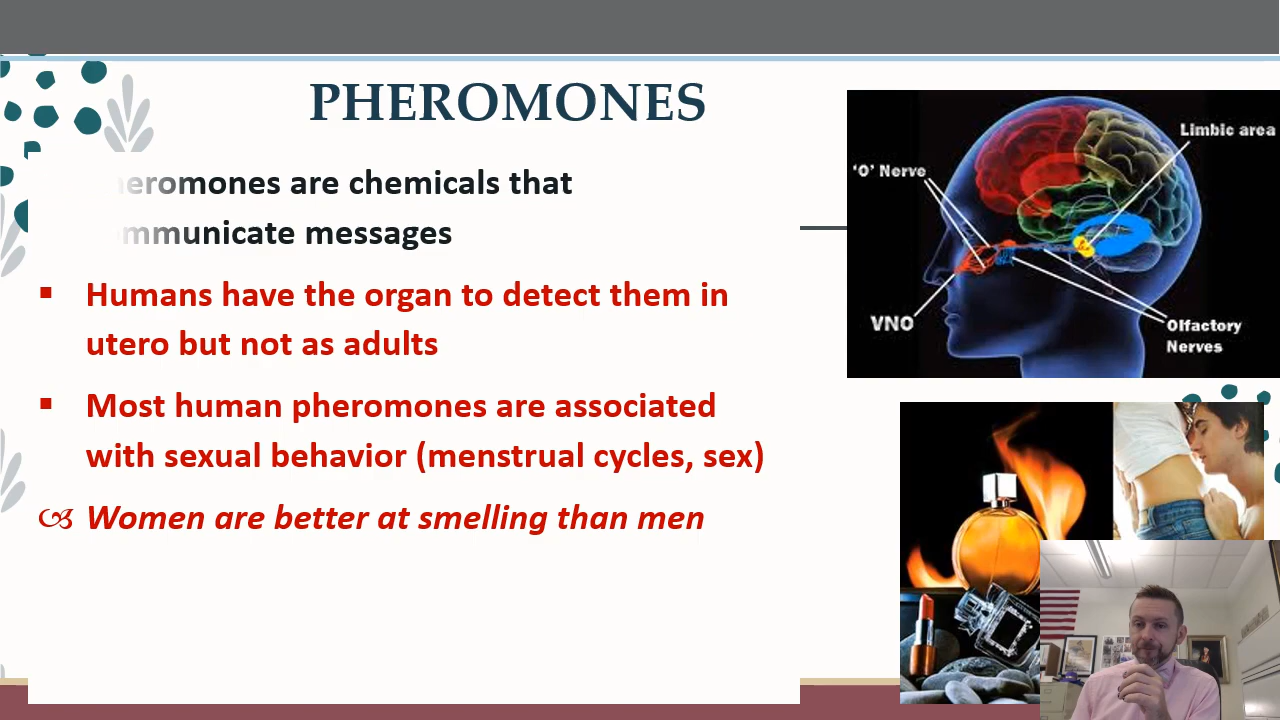 PHEROMONES
Pheromones are chemicals that
communicate messages
▪ Humans have the organ to detect them in
utero but not as adults
▪ Most human pheromones are associated
with sexual behavior (menstrual cycles, sex)
Women are better at smelling than men
Limbic area
‘O’ Nerve
VNO
Olfactory
Nerves